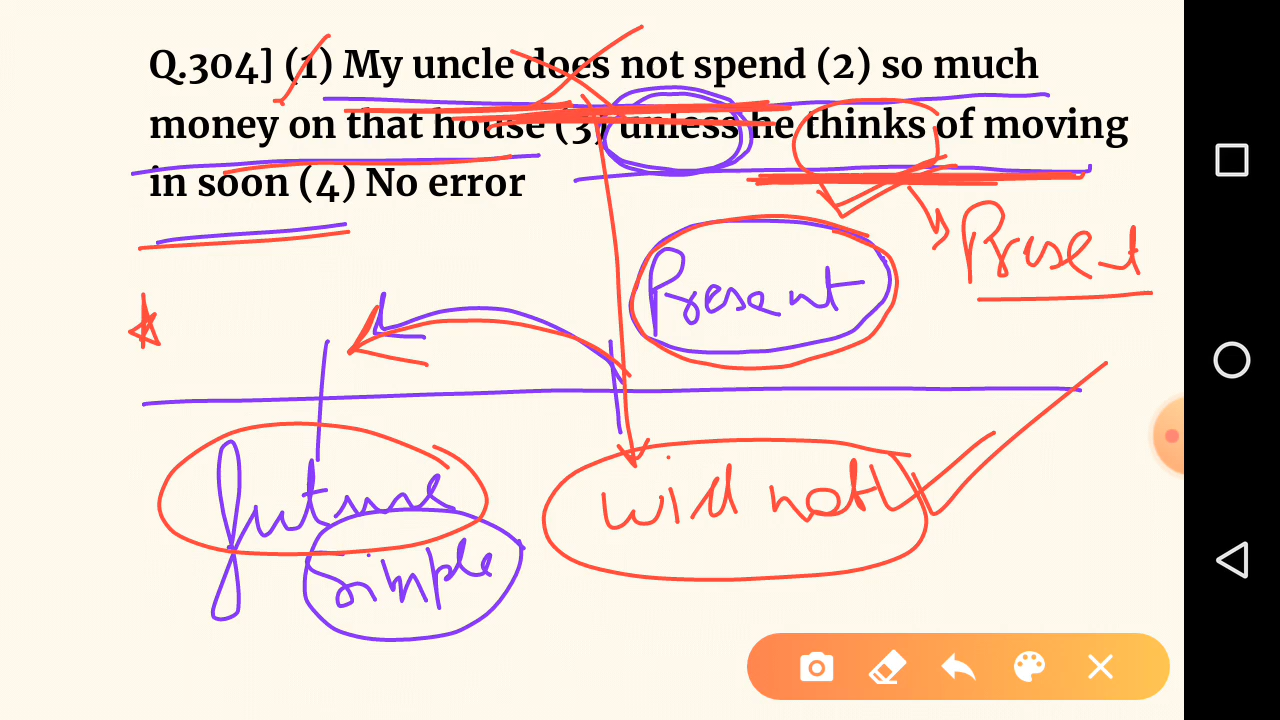 Q.304] (1) My uncle does not spend (2) so much
money on that house (3) unless he thinks of moving
in soon (4) No error
Present
Present
future
simple
will not